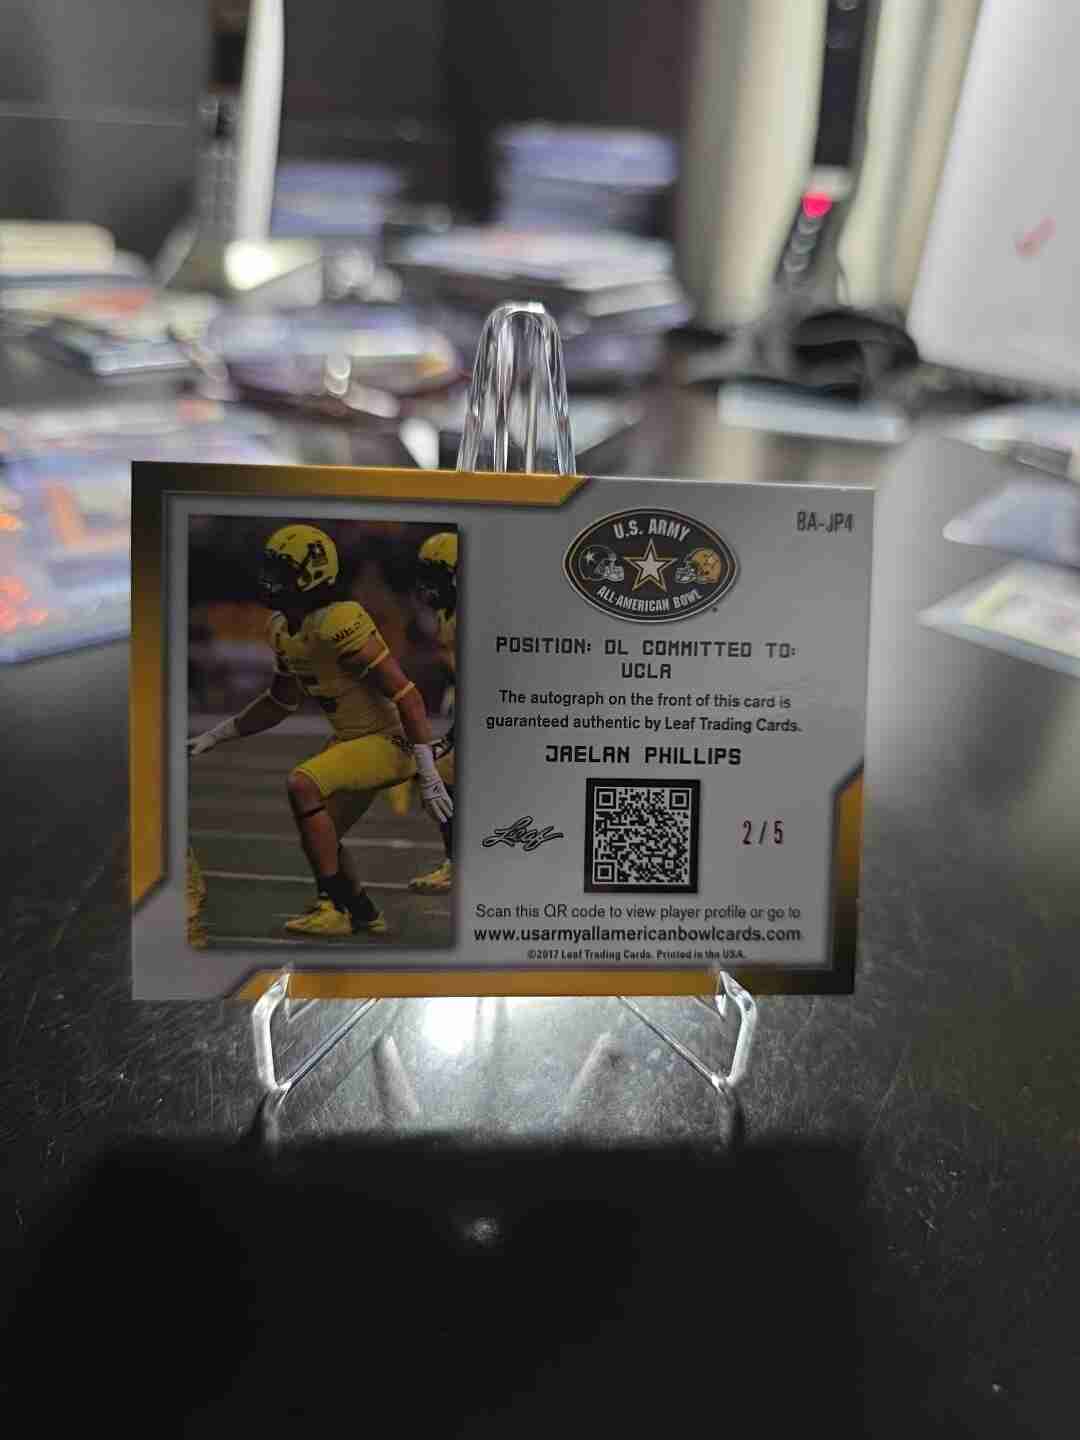 U.S. ARMY
ALL-AMERICAN BOWL
BA-JP4
POSITION: DL COMMITTED TO:
UCLA
The autograph on the front of this card is
guaranteed authentic by Leaf Trading Cards.
JAELAN PHILLIPS
Leaf
2/5
Scan this QR code to view player profile or go to
www.usarmyallamericanbowlcards.com
©2017 Leaf Trading Cards. Printed in the USA.